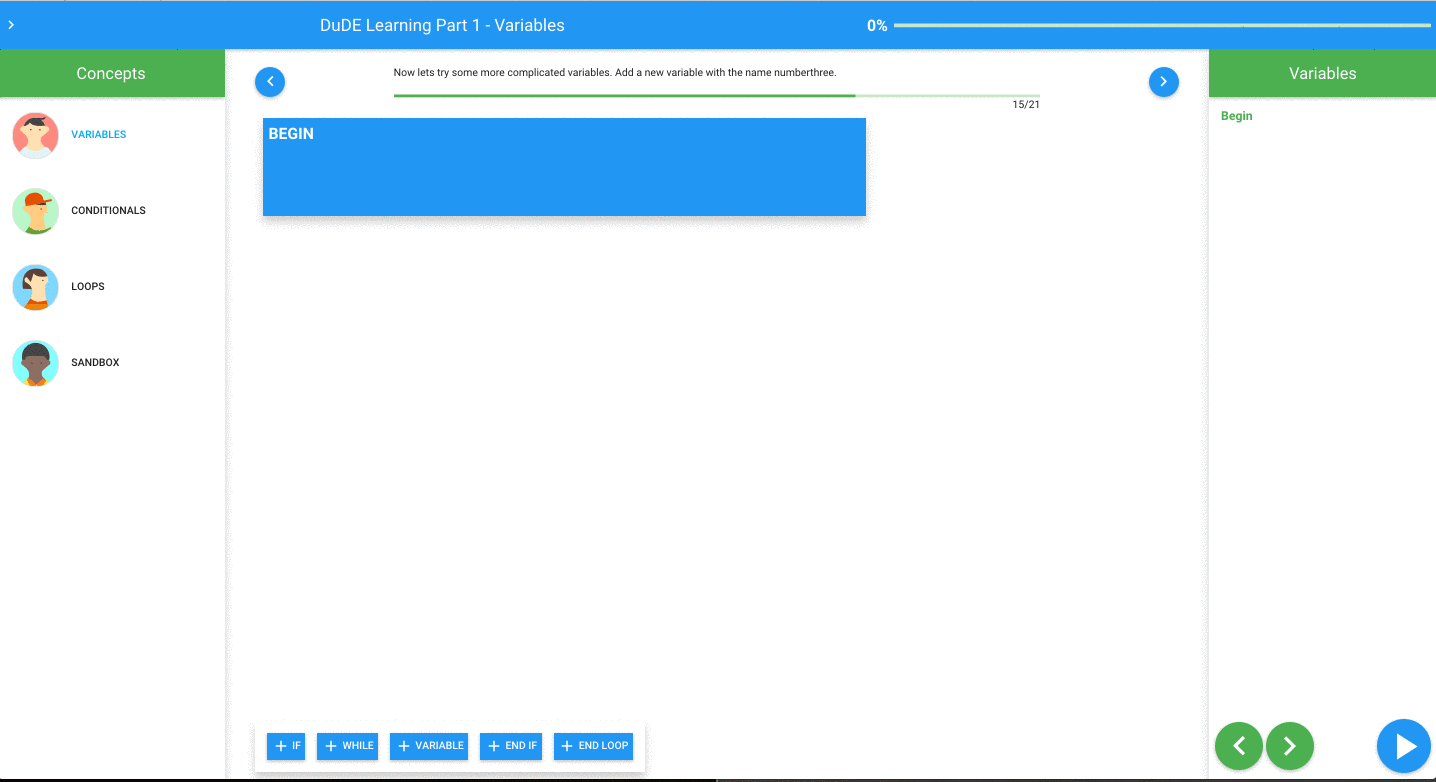 DuDE Learning Part 1 - Variables
0%
Concepts
VARIABLES
CONDITIONALS
LOOPS
SANDBOX
Now lets try some more complicated variables. Add a new variable with the name numberthree.
15/21
BEGIN
Variables
Begin
+ IF
+ WHILE
+ VARIABLE
+ END IF
+ END LOOP